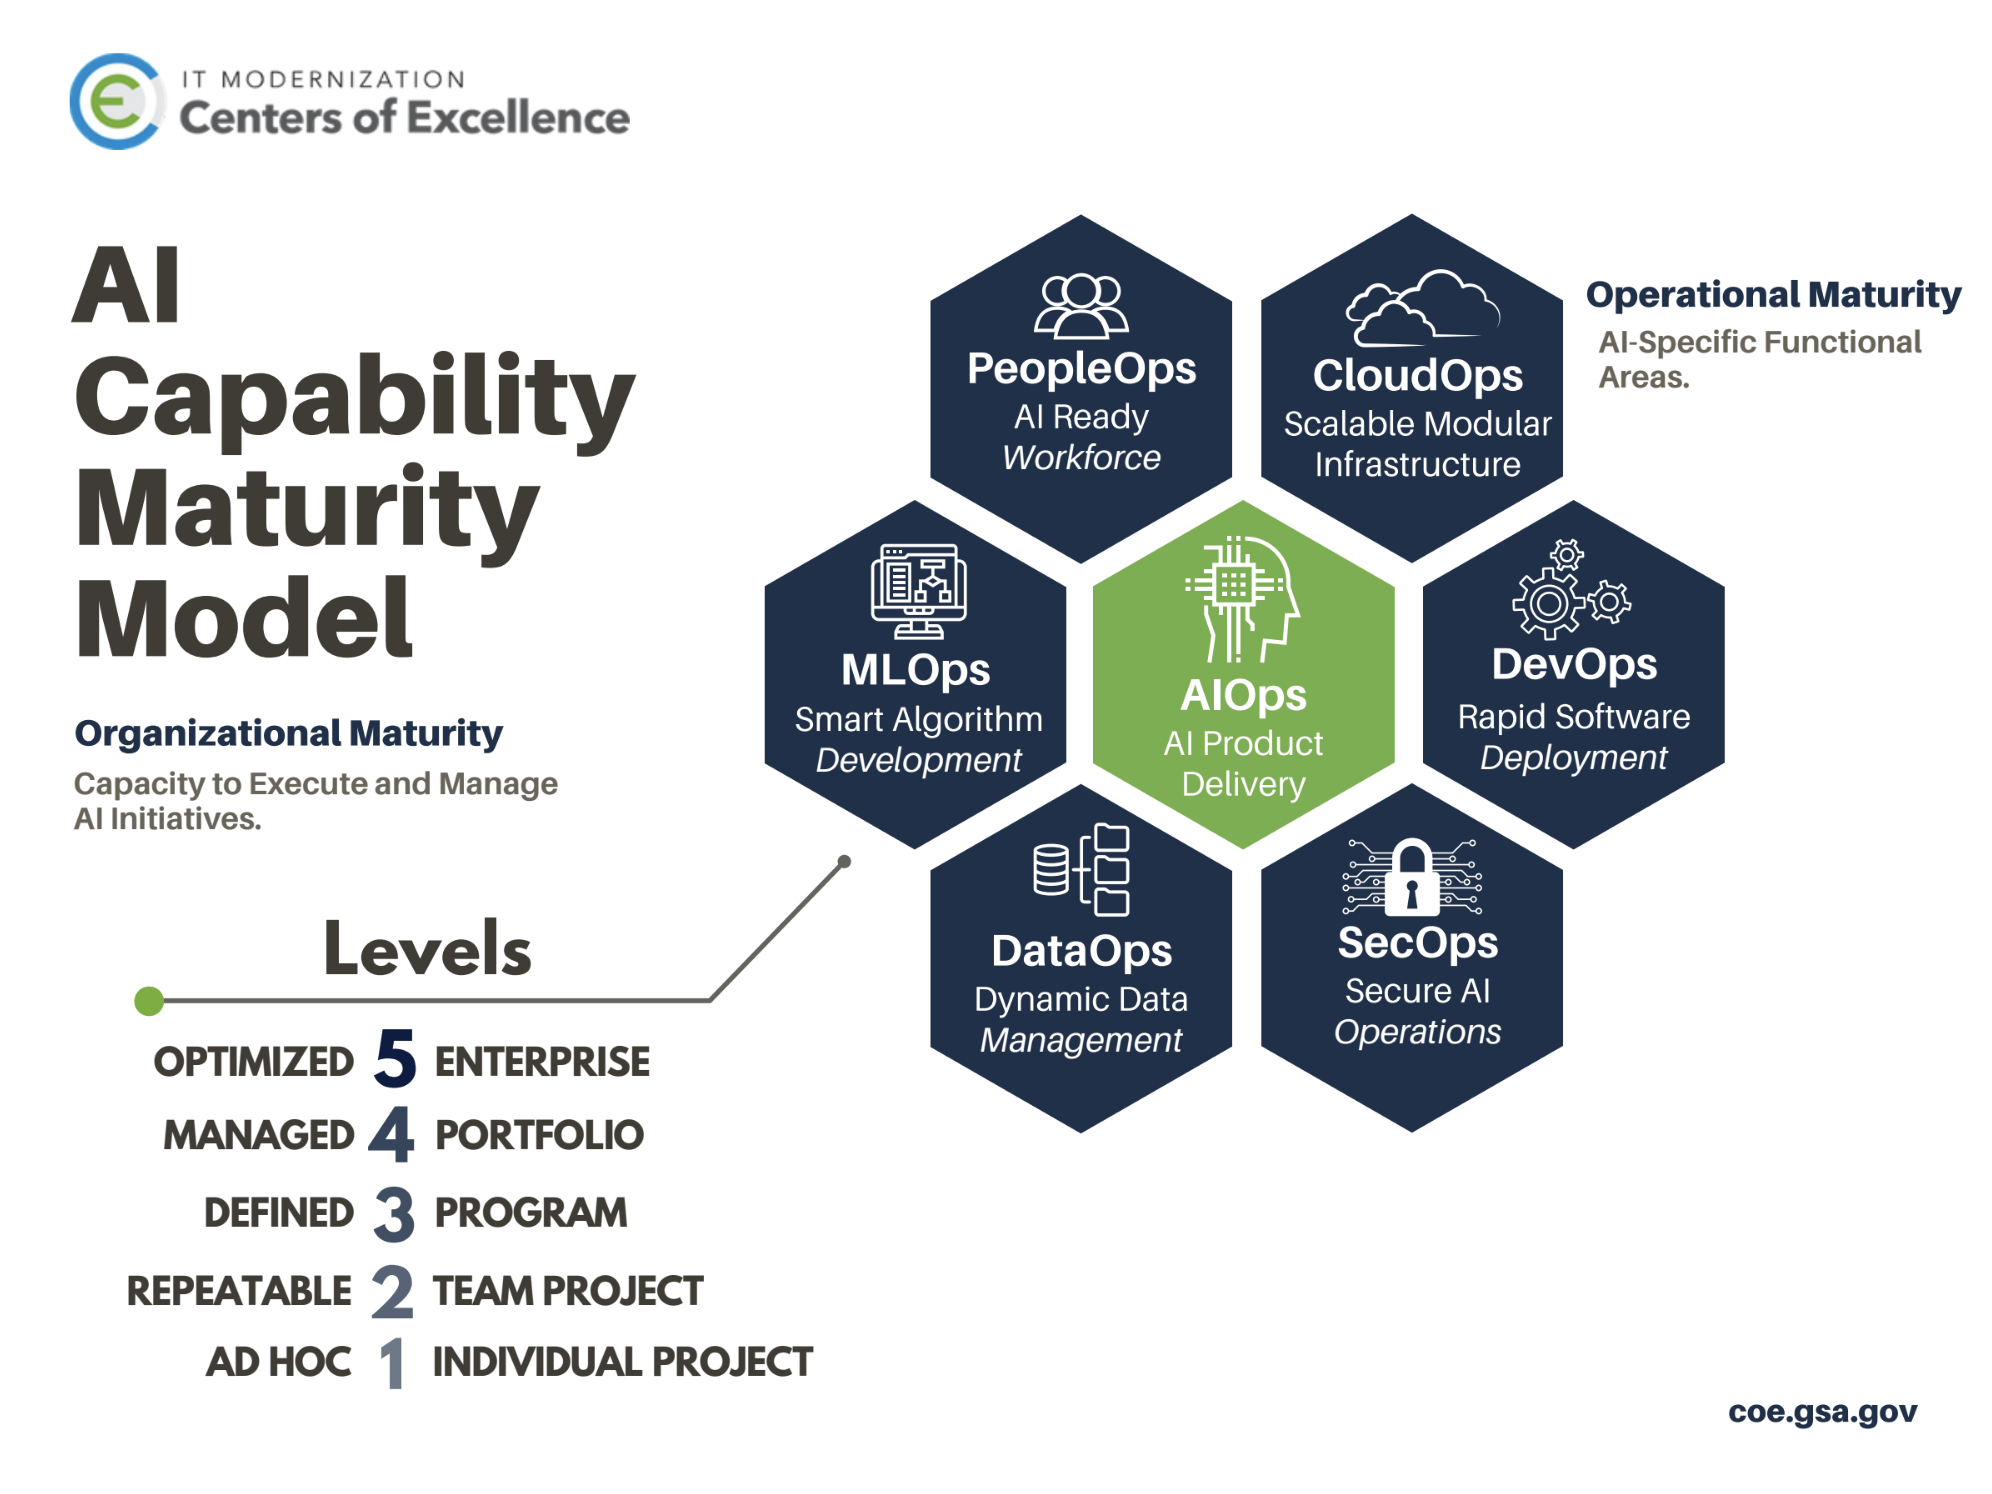 IT MODERNIZATION
Centers of Excellence
AI
Capability
Maturity
Model
Organizational Maturity
Capacity to Execute and Manage
AI Initiatives.
Levels
OPTIMIZED 5 ENTERPRISE
MANAGED 4 PORTFOLIO
DEFINED 3 PROGRAM
REPEATABLE 2 TEAM PROJECT
AD HOC 1 INDIVIDUAL PROJECT
PeopleOps
AI Ready
Workforce
CloudOps
Scalable Modular
Infrastructure
Operational Maturity
AI-Specific Functional
Areas.
MLOps
Smart Algorithm
Development
AIOps
AI Product
Delivery
DevOps
Rapid Software
Deployment
DataOps
Dynamic Data
Management
SecOps
Secure AI
Operations
coe.gsa.gov